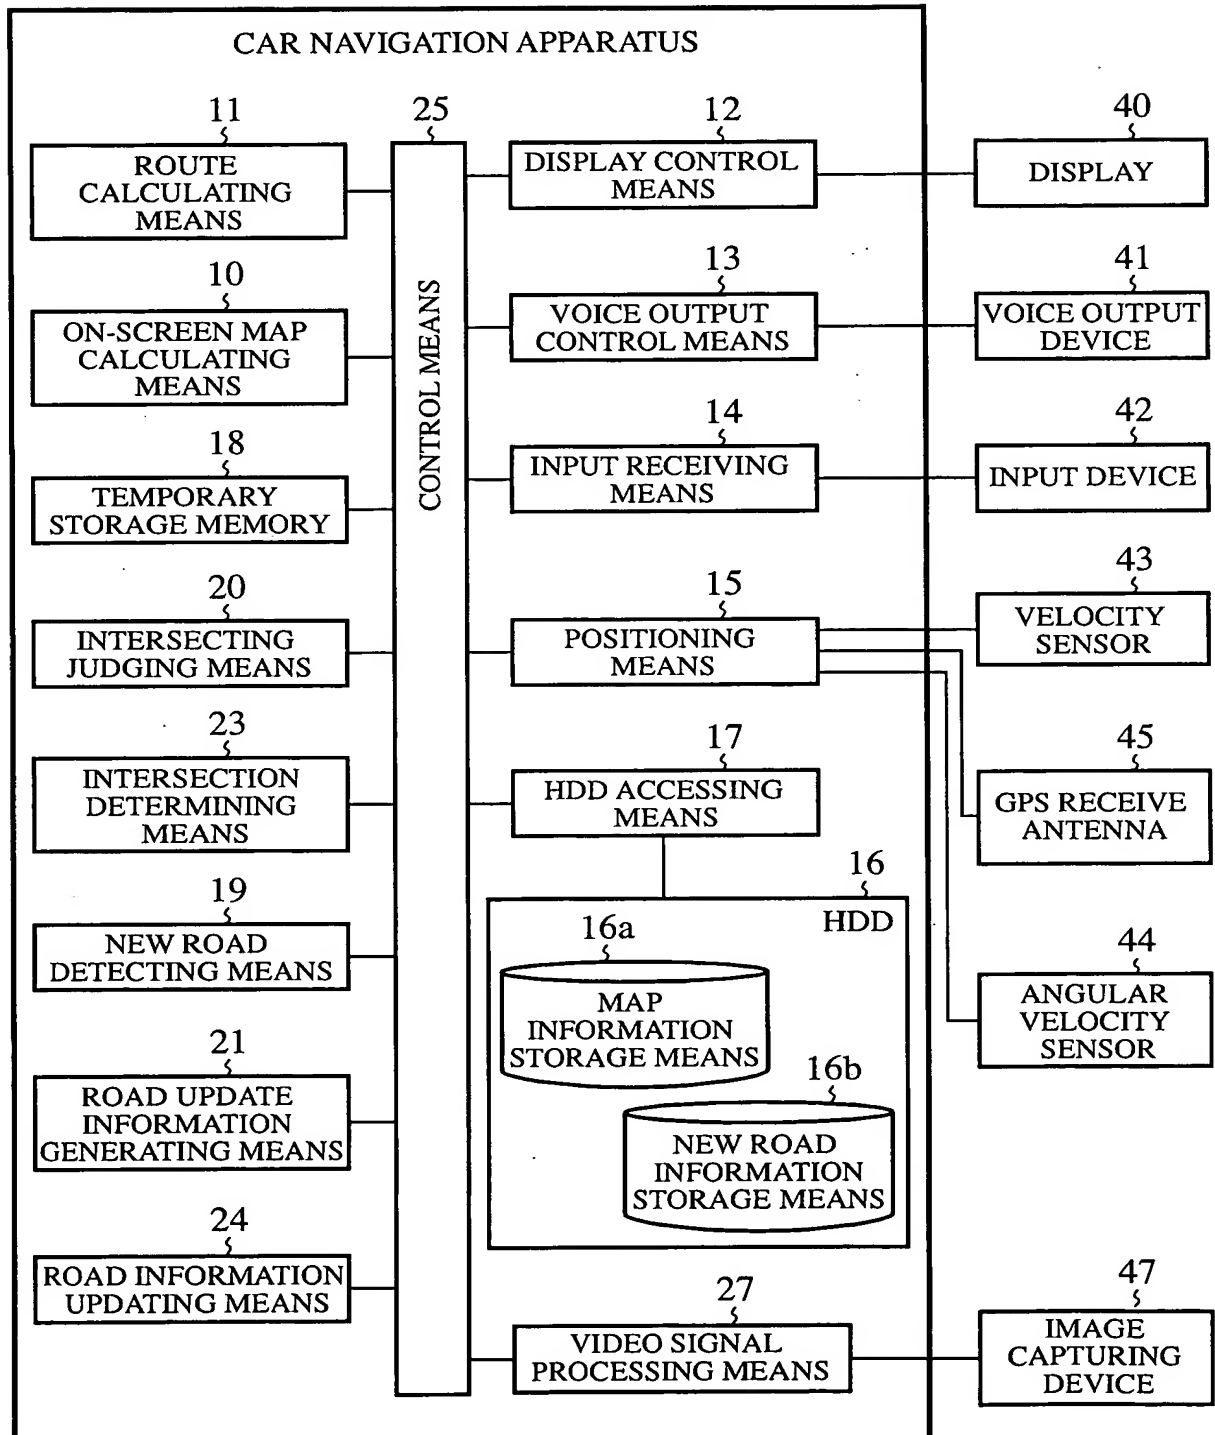 CAR NAVIGATION APPARATUS
11
ROUTE
CALCULATING
MEANS
10
ON-SCREEN MAP
CALCULATING
MEANS
18
TEMPORARY
STORAGE MEMORY
20
INTERSECTING
JUDGING MEANS
23
INTERSECTION
DETERMINING
MEANS
19
NEW ROAD
DETECTING MEANS
21
ROAD UPDATE
INFORMATION
GENERATING MEANS
24
ROAD INFORMATION
UPDATING MEANS
25
CONTROL MEANS
12
DISPLAY CONTROL
MEANS
13
VOICE OUTPUT
CONTROL MEANS
14
INPUT RECEIVING
MEANS
15
POSITIONING
MEANS
17
HDD ACCESSING
MEANS
16
HDD
16a
MAP
INFORMATION
STORAGE MEANS
16b
NEW ROAD
INFORMATION
STORAGE MEANS
27
VIDEO SIGNAL
PROCESSING MEANS
40
DISPLAY
41
VOICE OUTPUT
DEVICE
42
INPUT DEVICE
43
VELOCITY
SENSOR
45
GPS RECEIVE
ANTENNA
44
ANGULAR
VELOCITY
SENSOR
47
IMAGE
CAPTURING
DEVICE